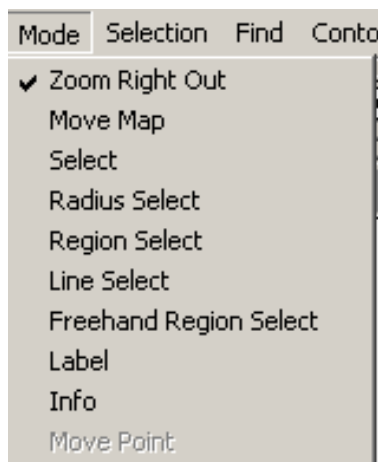 Mode Selection Find Conto
Zoom Right Out
Move Map
Select
Radius Select
Region Select
Line Select
Freehand Region Select
Label
Info
Move Point